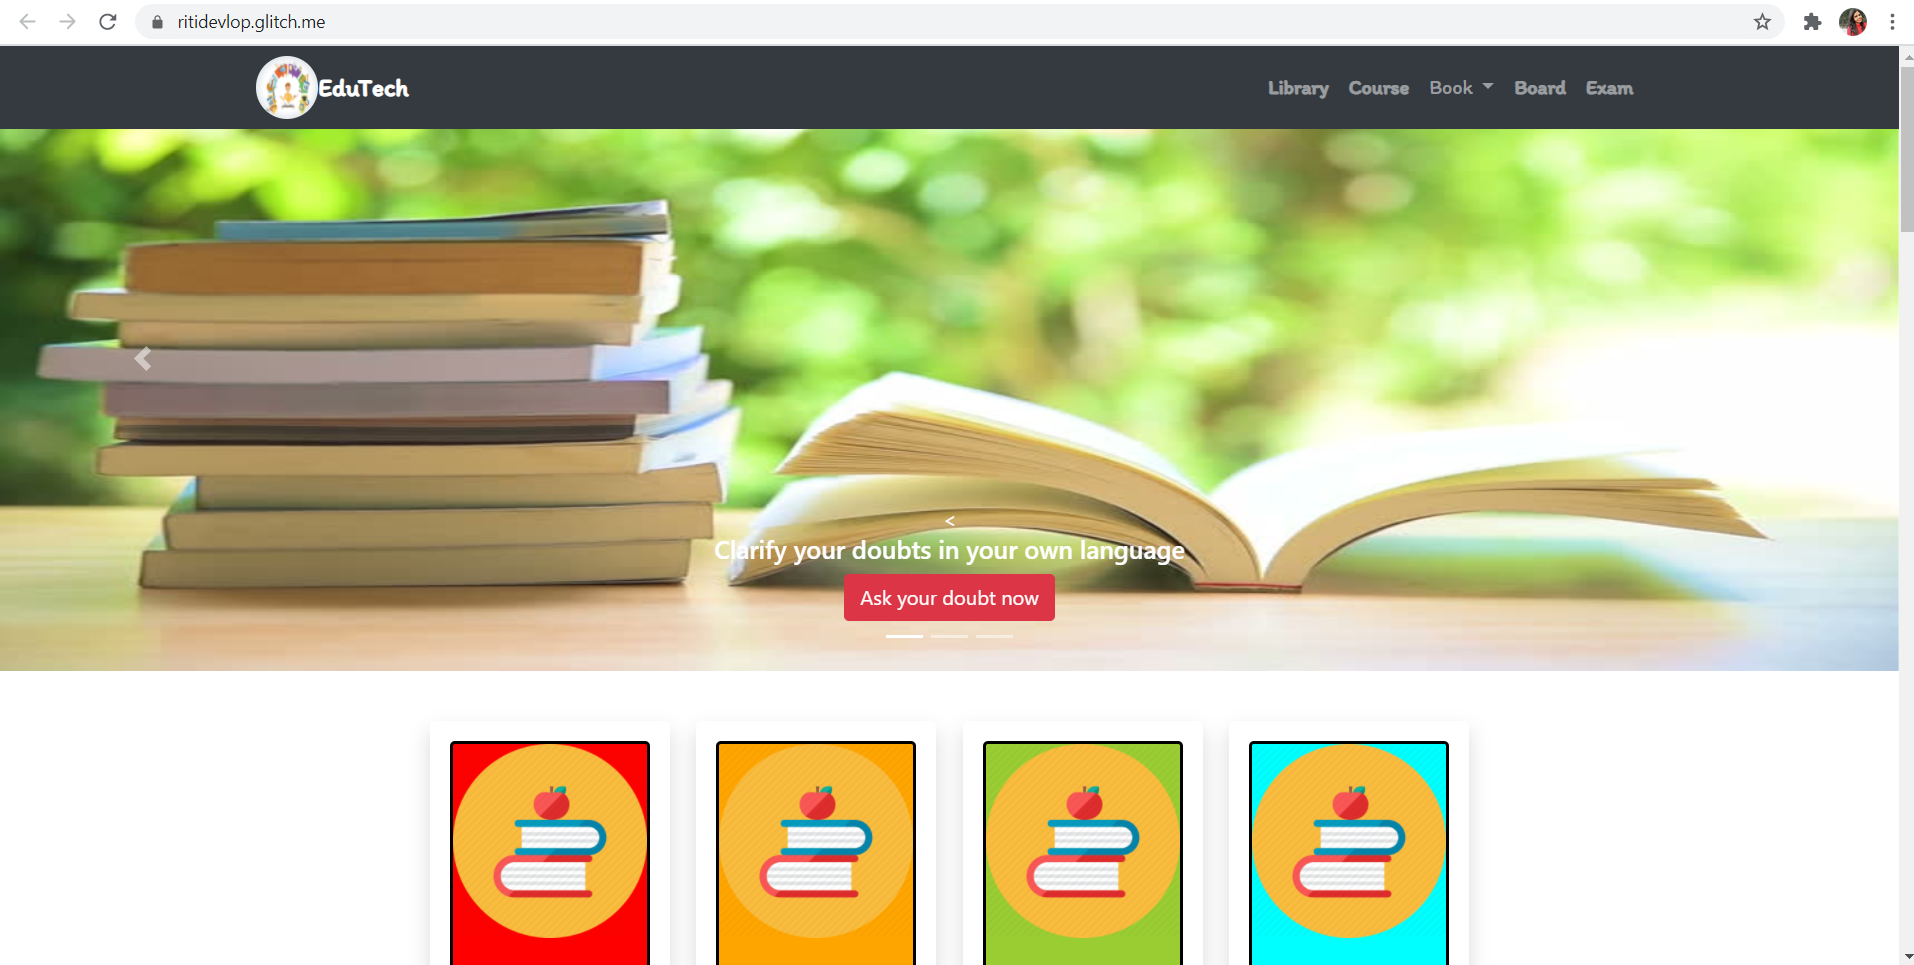 ritidevlop.glitch.me
EduTech
Library Course Book Board Exam
<
Clarify your doubts in your own language
Ask your doubt now